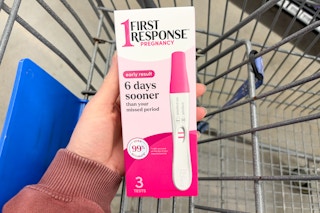 1 FIRST
RESPONSE
PREGNANCY
early result
6 days
sooner
than your
missed period
99%
3
TESTS